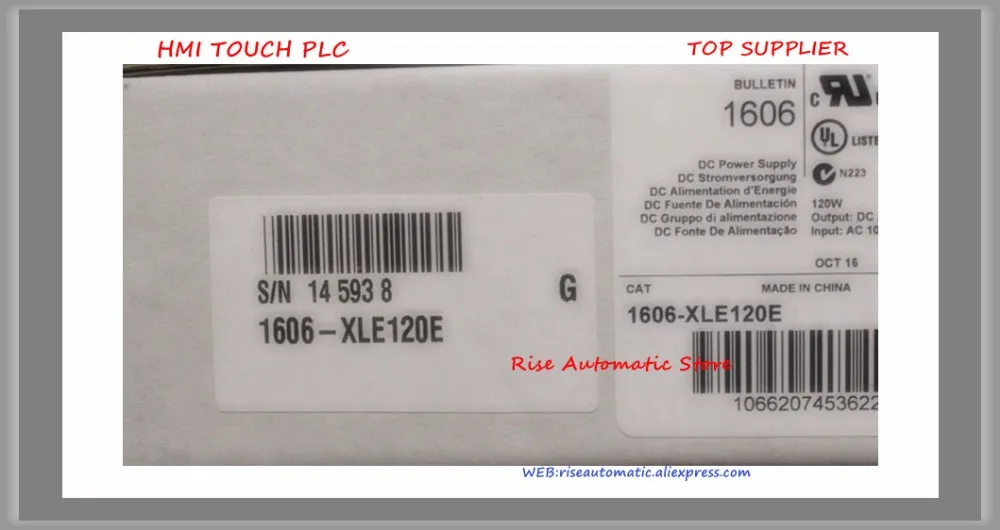 HMI TOUCH PLC
TOP SUPPLIER
BULLETIN
1606
DC Power Supply
DC Stromversorgung
DC Alimentation d'Energie
DC Fuente De Alimentación
DC Gruppo di alimentazione
DC Fonte De Alimentação
C UR
UL
N223
120W
Output: DC
Input: AC 10
OCT 16
S/N 14 593 8
G
1606-XLE120E
CAT
MADE IN CHINA
1606-XLE120E
Rise Automatic Store
1066207453622
WEB:riseautomatic.aliexpress.com